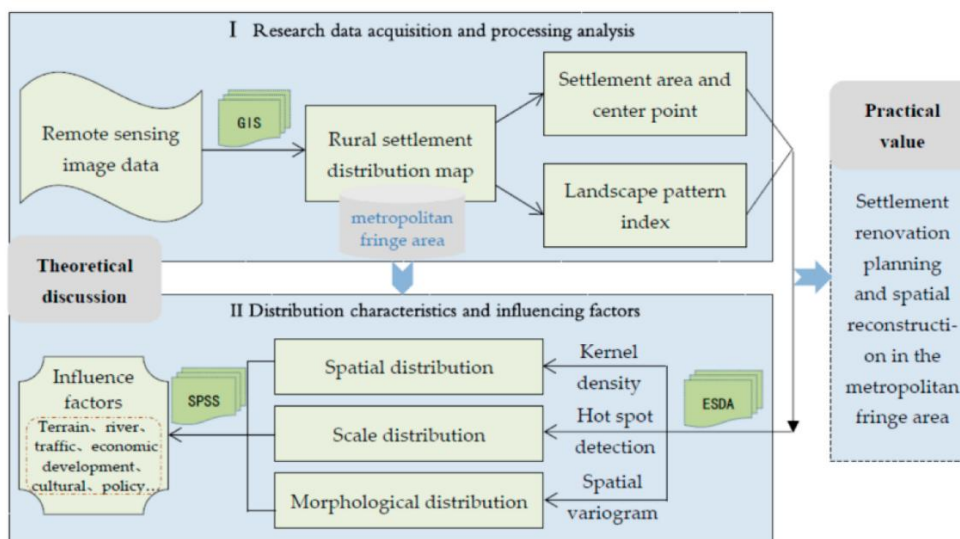 I Research data acquisition and processing analysis
Remote sensing
image data
GIS
Rural settlement
distribution map
metropolitan
fringe area
Settlement area and
center point
Landscape pattern
index
Theoretical
discussion
II Distribution characteristics and influencing factors
Influence
factors
Terrain、river、
traffic、economic
development、
cultural、policy...
SPSS
Spatial distribution
Scale distribution
Morphological distribution
Kernel
density
Hot spot
detection
Spatial
variogram
ESDA
Practical
value
Settlement
renovation
planning
and spatial
reconstructi-
on in the
metropolitan
fringe area